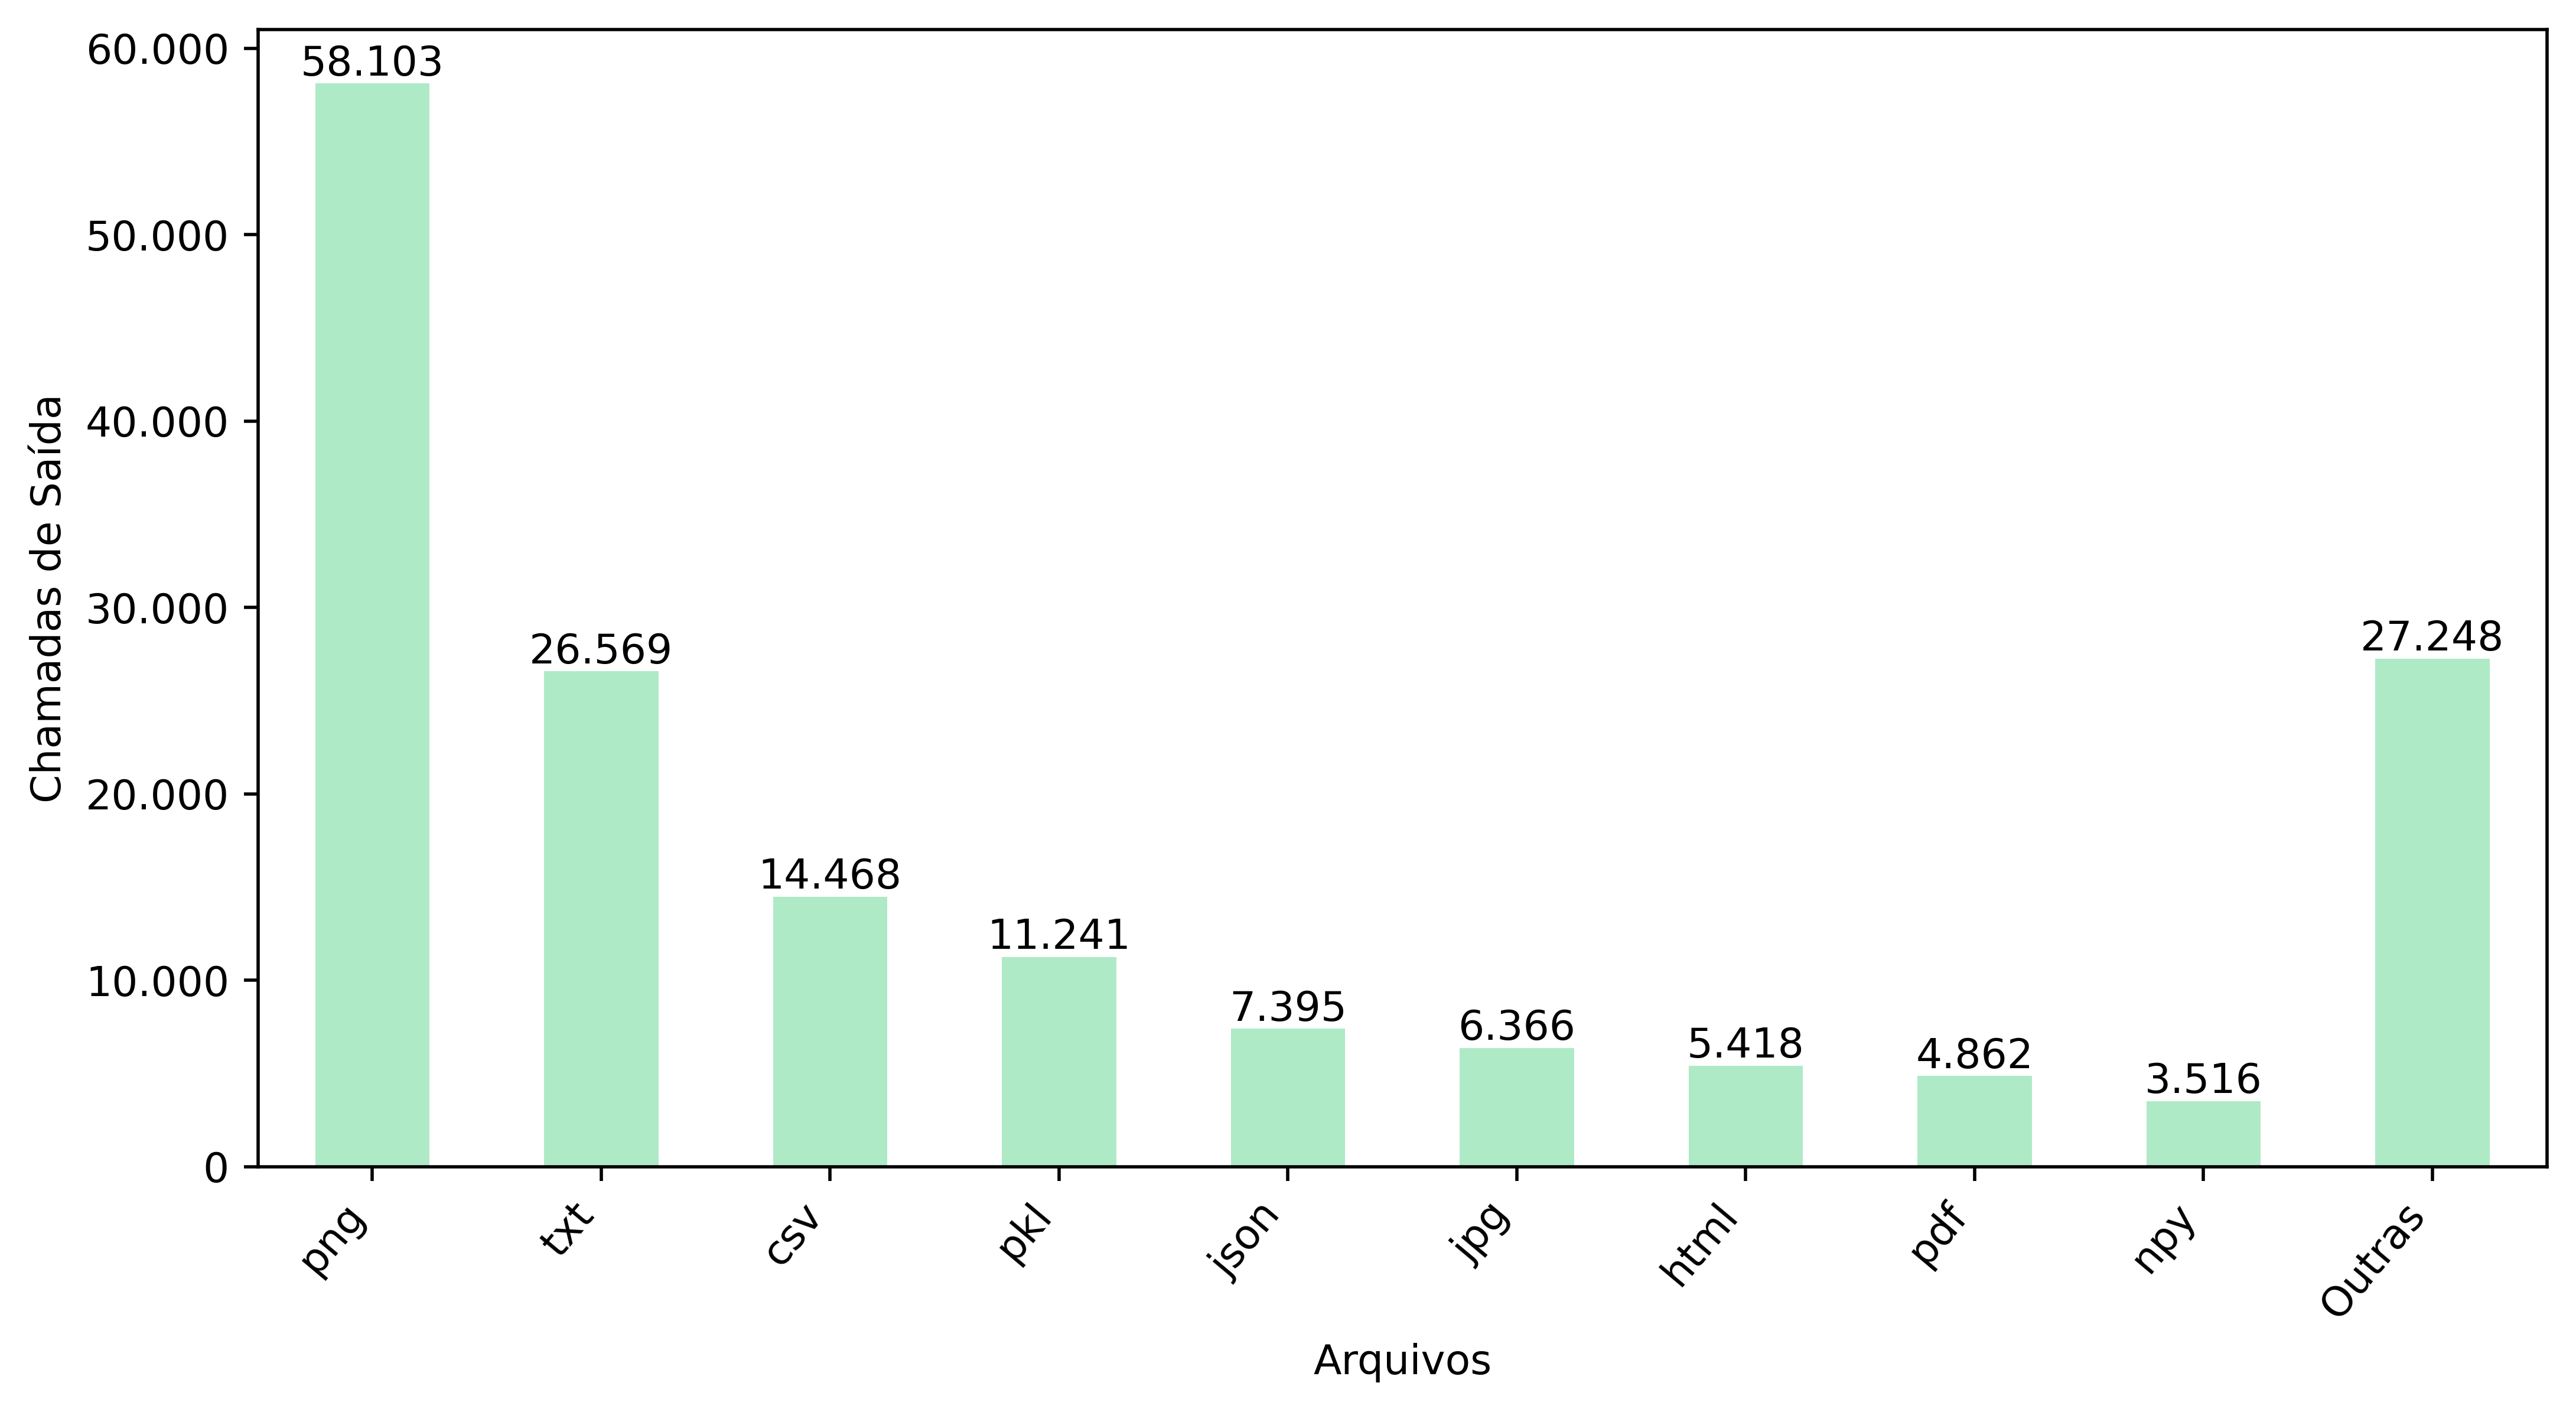 Chamadas de Saída
60.000
50.000
40.000
30.000
20.000
10.000
0
58.103
26.569
14.468
11.241
7.395
6.366
5.418
4.862
3.516
27.248
png
txt
csv
pkl
json
jpg
html
pdf
npy
Outras
Arquivos